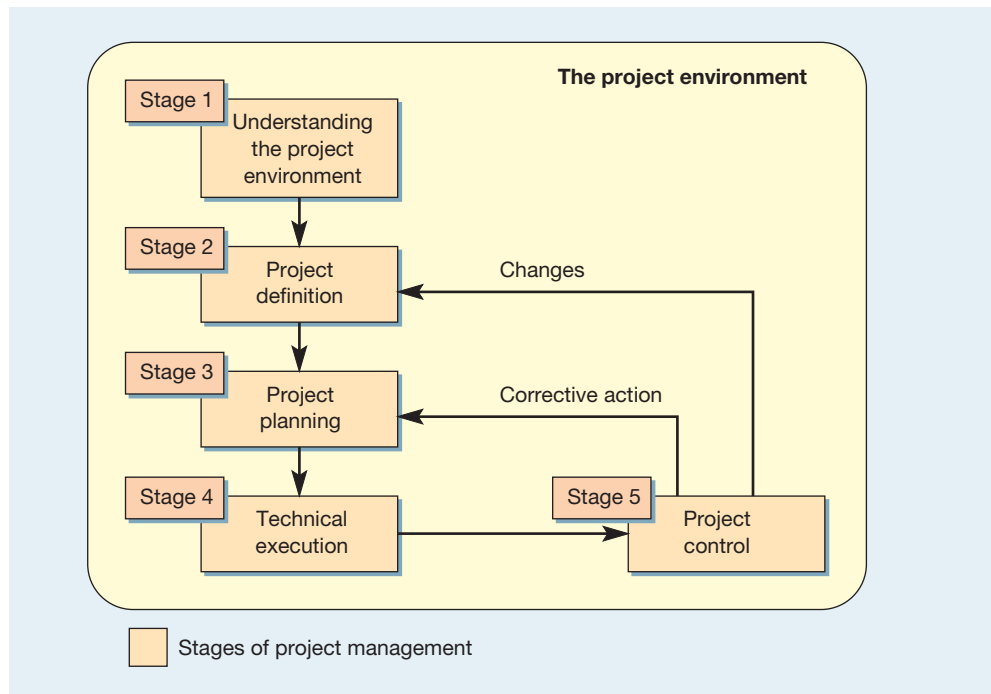 The project environment
Stage 1
Understanding
the project
environment
Stage 2
Project
definition
Changes
Stage 3
Project
planning
Corrective action
Stage 4
Technical
execution
Stage 5
Project
control
Stages of project management